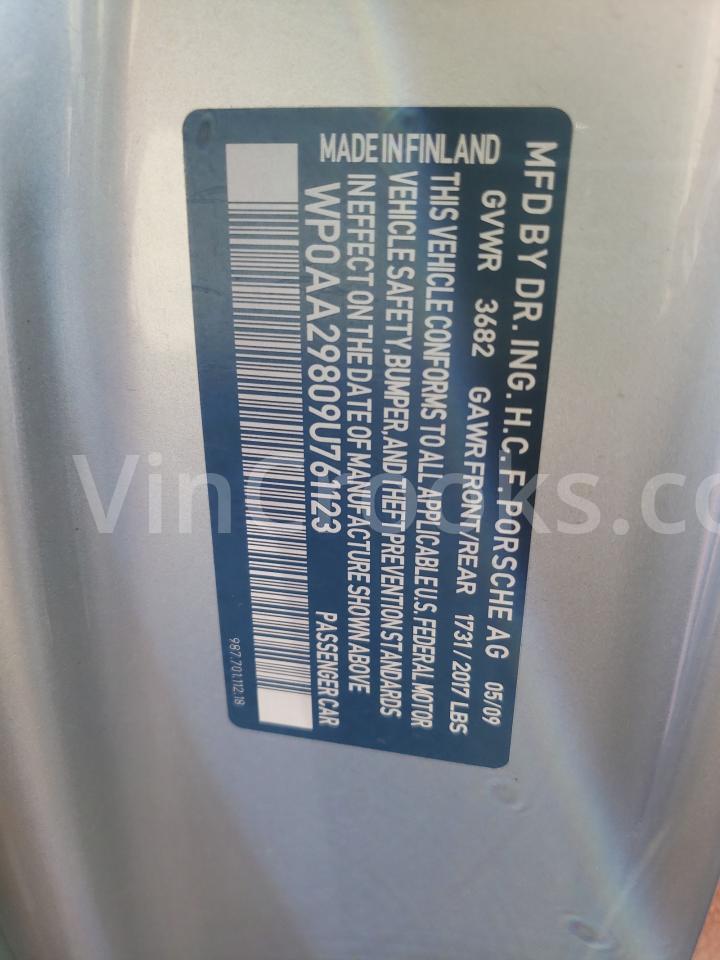 MFD BY DR. ING. H.C. F. PORSCHE AG 05/09
GVWR 3682 GAWR FRONT/REAR 1731/2017 LBS
THIS VEHICLE CONFORMS TO ALL APPLICABLE U.S. FEDERAL MOTOR
VEHICLE SAFETY, BUMPER, AND THEFT PREVENTION STANDARDS
IN EFFECT ON THE DATE OF MANUFACTURE SHOWN ABOVE
MADE IN FINLAND
WP0AA29809U761123 PASSENGER CAR
987.701.112.18
VinCrocks.co